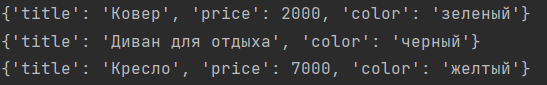 {'title': 'Ковер', 'price': 2000, 'color': 'зеленый'}
{'title': 'Диван для отдыха', 'color': 'черный'}
{'title': 'Кресло', 'price': 7000, 'color': 'желтый'}